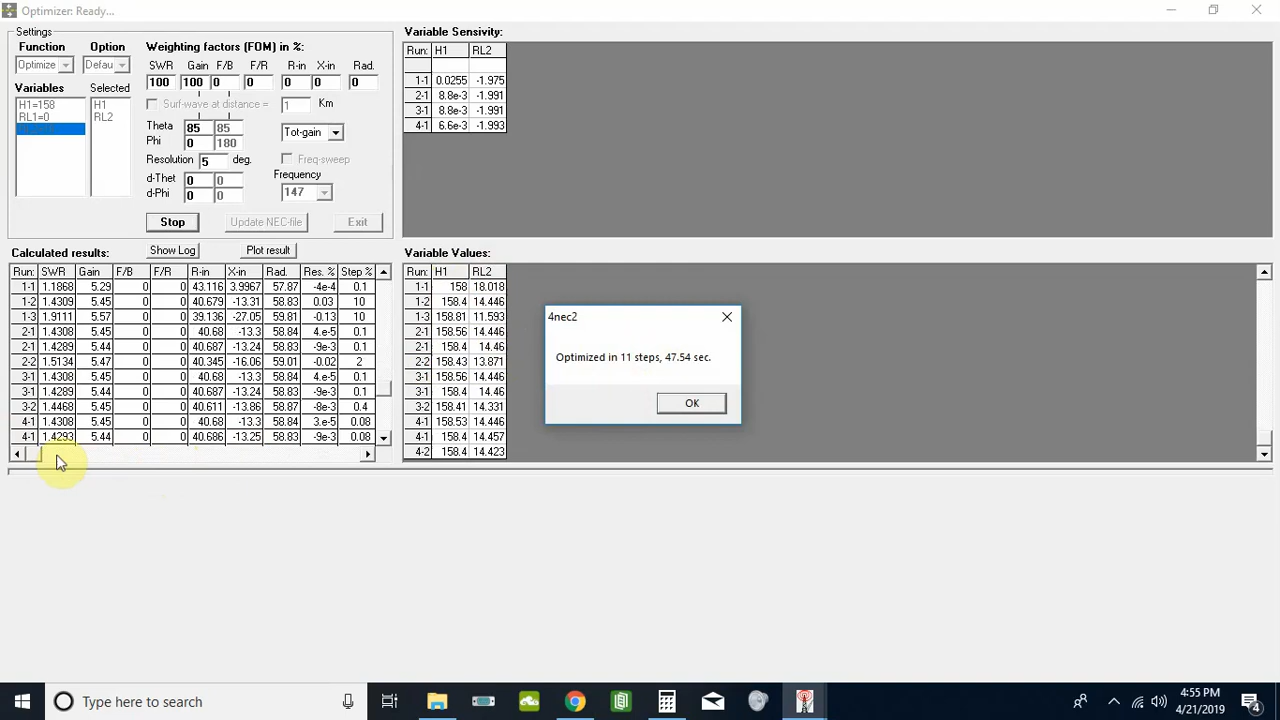 Optimizer: Ready...
Settings
Function Option Weighting factors (FOM) in %:
SWR Gain F/B F/R R-in X-in Rad.
Optimize Defau 100 100 0 0 0 0 0
Variables Selected
Surf-wave at distance = 1 Km
H1=158 H1
RL1=0 RL2
Theta 85 85
Phi 0 180
Tot-gain
Resolution 5 deg.
Freq-sweep
d-Thet 0 0
d-Phi 0 0
Frequency
147
Stop Update NEC-file Exit
Variable Sensivity:
Run: H1 RL2
1-1 0.0255 -1.975
2-1 8.8e-3 -1.991
3-1 8.8e-3 -1.991
4-1 6.6e-3 -1.993
Calculated results: Show Log Plot result
Run: SWR Gain F/B F/R R-in X-in Rad. Res. % Step %
1-1 1.1868 5.29 0 0 43.116 3.9967 57.87 -4e-4 0.1
1-2 1.4309 5.45 0 0 40.679 -13.31 58.83 0.03 10
1-3 1.9111 5.57 0 0 39.136 -27.05 58.83 -0.13 10
2-1 1.4308 5.45 0 0 40.68 -13.3 58.84 4e-5 0.1
2-1 1.4289 5.45 0 0 40.687 -13.24 58.83 -9e-3 0.1
2-2 1.5134 5.47 0 0 40.345 -16.06 59.01 -0.02 2
3-1 1.4308 5.45 0 0 40.68 -13.3 58.84 4e-5 0.1
3-1 1.4289 5.45 0 0 40.687 -13.24 58.83 -9e-3 0.1
3-2 1.4468 5.45 0 0 40.611 -13.86 58.87 -8e-3 0.4
4-1 1.4308 5.45 0 0 40.68 -13.3 58.84 3e-5 0.08
4-1 1.4293 5.44 0 0 40.686 -13.25 58.83 -9e-3 0.08
Variable Values:
Run: H1 RL2
1-1 158 18.018
1-2 158.4 14.446
1-3 158.81 11.593
2-1 158.56 14.446
2-1 158.4 14.46
2-2 158.43 13.871
3-1 158.56 14.446
3-1 158.4 14.46
3-2 158.41 14.331
4-1 158.53 14.446
4-1 158.4 14.457
4-2 158.4 14.423
4nec2
Optimized in 11 steps, 47.54 sec.
OK
Type here to search
4:55 PM
4/21/2019
4